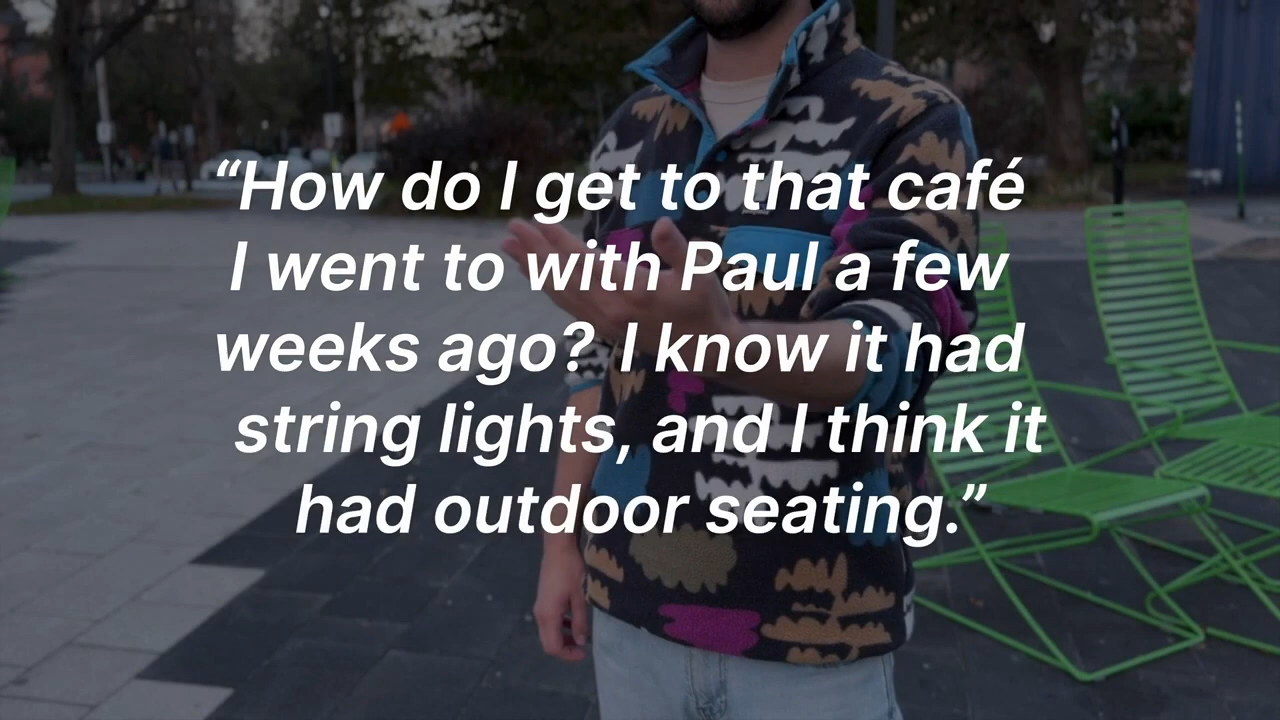 “How do I get to that café
I went to with Paul a few
weeks ago? I know it had
string lights, and I think it
had outdoor seating.”